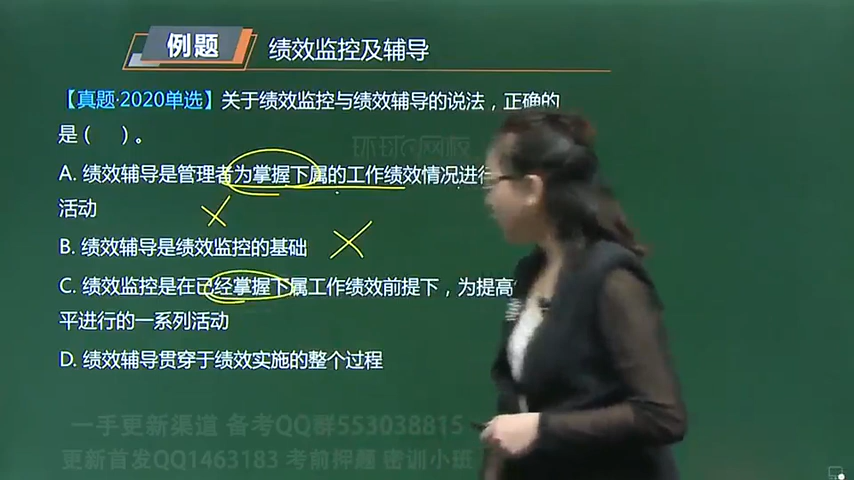 例题 绩效监控及辅导
【真题·2020单选】关于绩效监控与绩效辅导的说法，正确的
是（ ）。
环球网校
A. 绩效辅导是管理者为掌握下属的工作绩效情况进行
活动
B. 绩效辅导是绩效监控的基础
C. 绩效监控是在已经掌握下属工作绩效前提下，为提高
平进行的一系列活动
D. 绩效辅导贯穿于绩效实施的整个过程
一手更新渠道 备考QQ群553038815
更新首发QQ1463183 考前押题 密训小班